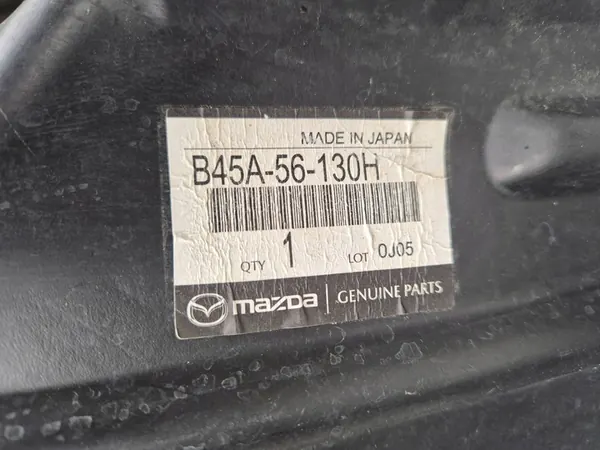 MADE IN JAPAN
B45A-56-130H
QTY 1 LOT 0J05
mazda GENUINE PARTS